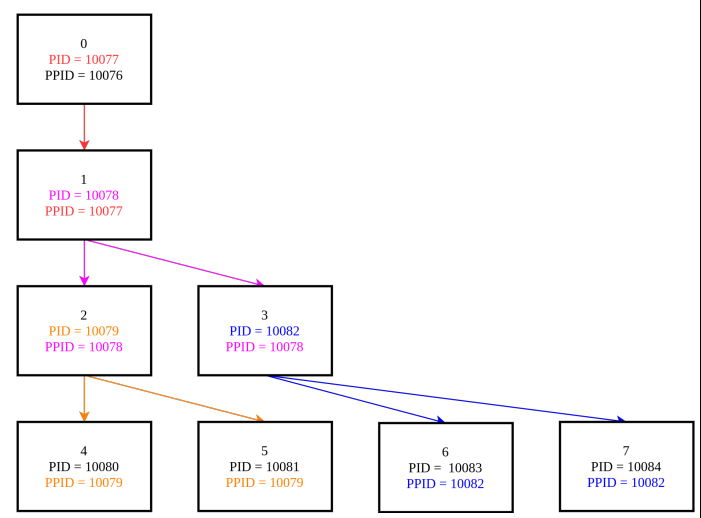 0
PID = 10077
PPID = 10076
1
PID = 10078
PPID = 10077
2
PID = 10079
PPID = 10078
3
PID = 10082
PPID = 10078
4
PID = 10080
PPID = 10079
5
PID = 10081
PPID = 10079
6
PID =  10083
PPID = 10082
7
PID = 10084
PPID = 10082